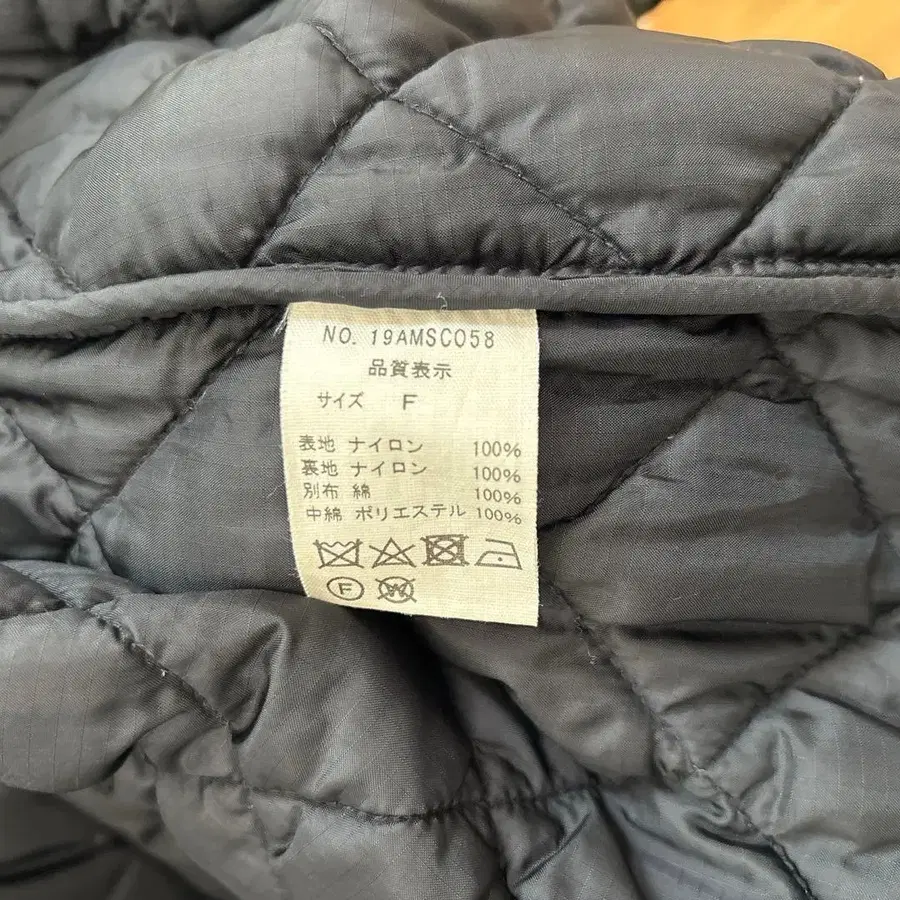 NO. 19AMSCO58
品質表示
サイズ F
表地 ナイロン 100%
裏地 ナイロン 100%
別布 綿 100%
中綿 ポリエステル 100%
F W